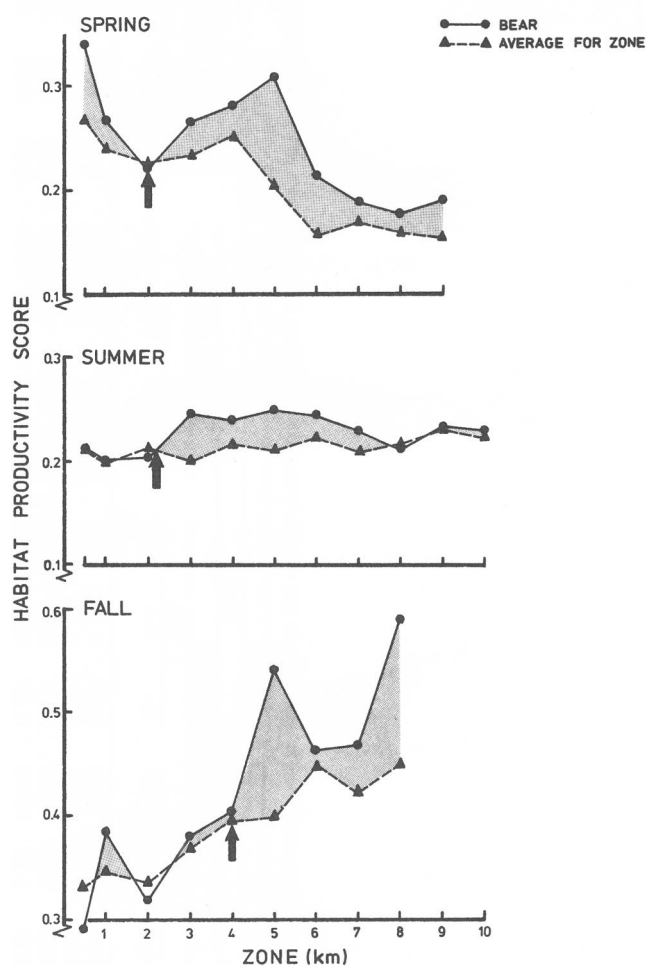 SPRING
BEAR
AVERAGE FOR ZONE
0.3
0.2
0.1
HABITAT PRODUCTIVITY SCORE
SUMMER
0.3
0.2
0.1
FALL
0.6
0.5
0.4
0.3
1 2 3 4 5 6 7 8 9 10
ZONE (km)